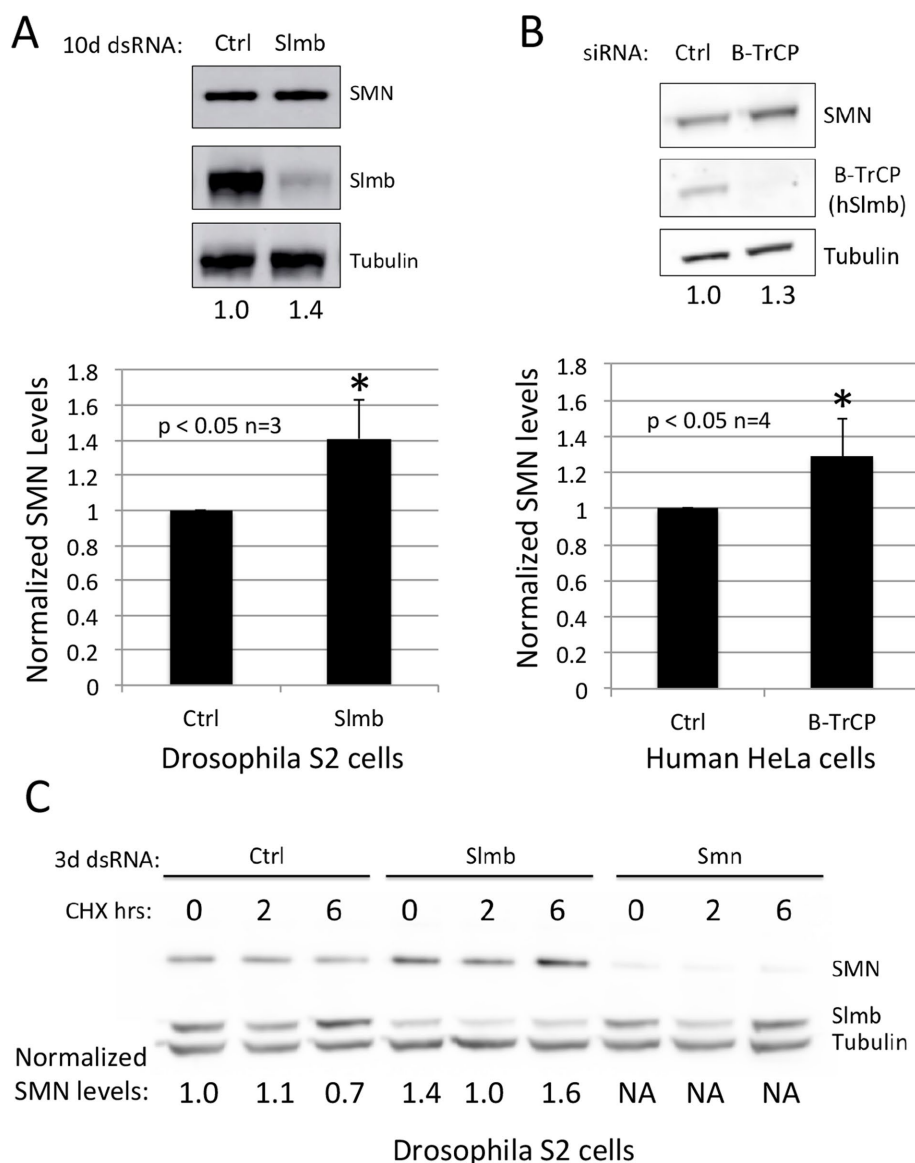 A
10d dsRNA: Ctrl Slmb
SMN
Slmb
Tubulin
1.0 1.4
Normalized SMN Levels
1.8
1.6
1.4
1.2
1
0.8
0.6
0.4
0.2
0
*
p < 0.05 n=3
Ctrl Slmb
Drosophila S2 cells
B
siRNA: Ctrl B-TrCP
SMN
B-TrCP
(hSlmb)
Tubulin
1.0 1.3
Normalized SMN levels
1.8
1.6
1.4
1.2
1
0.8
0.6
0.4
0.2
0
*
p < 0.05 n=4
Ctrl B-TrCP
Human HeLa cells
C
3d dsRNA: Ctrl Slmb Smn
CHX hrs: 0 2 6 0 2 6 0 2 6
SMN
Slmb
Tubulin
Normalized
SMN levels: 1.0 1.1 0.7 1.4 1.0 1.6 NA NA NA
Drosophila S2 cells